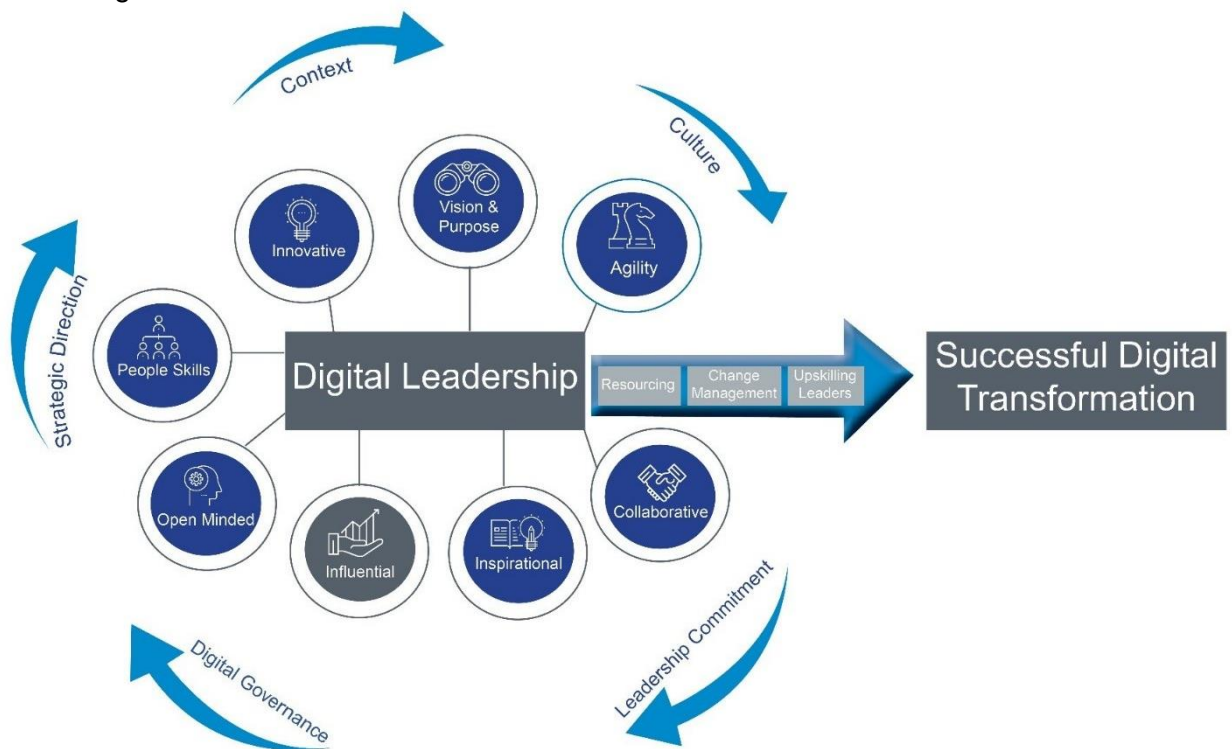 Context
Culture
Strategic Direction
Innovative
Vision &
Purpose
Agility
People Skills
Digital Leadership
Resourcing
Change
Management
Upskilling
Leaders
Successful Digital
Transformation
Open Minded
Influential
Inspirational
Collaborative
Digital Governance
Leadership Commitment